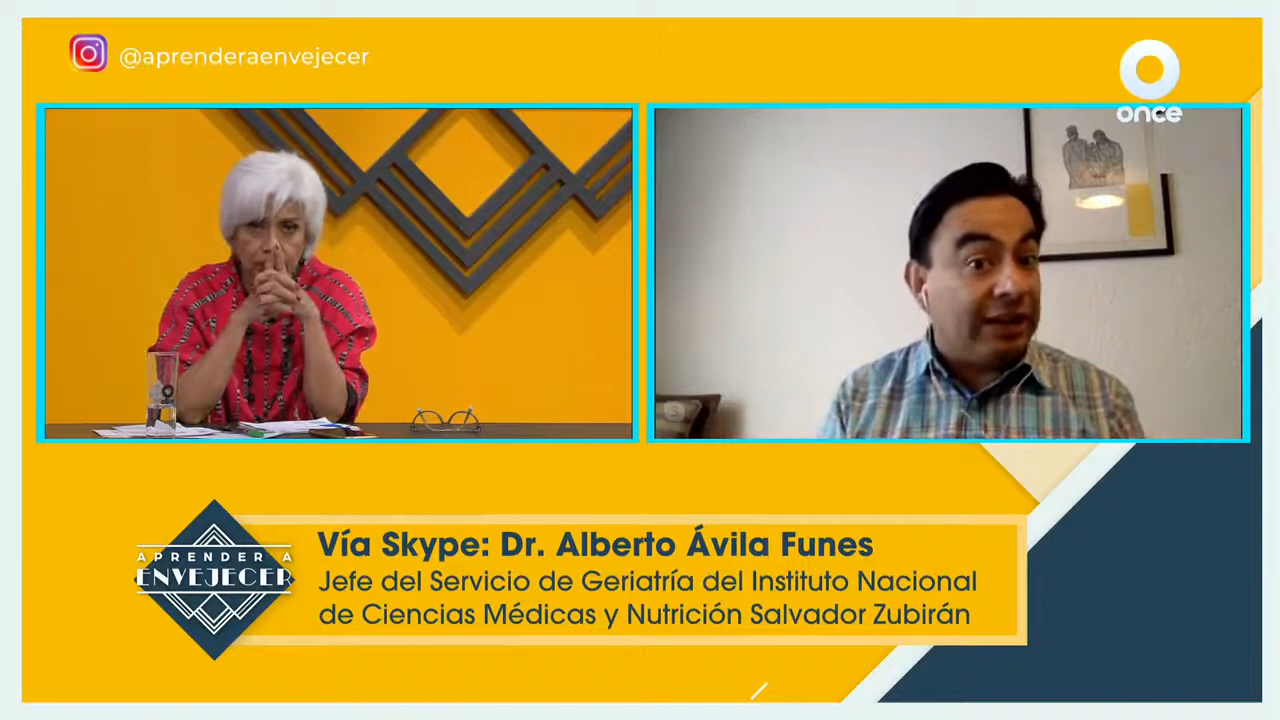 @aprenderaenvejecer
once
Vía Skype: Dr. Alberto Ávila Funes
APRENDER A
ENVEJECER
Jefe del Servicio de Geriatría del Instituto Nacional
de Ciencias Médicas y Nutrición Salvador Zubirán